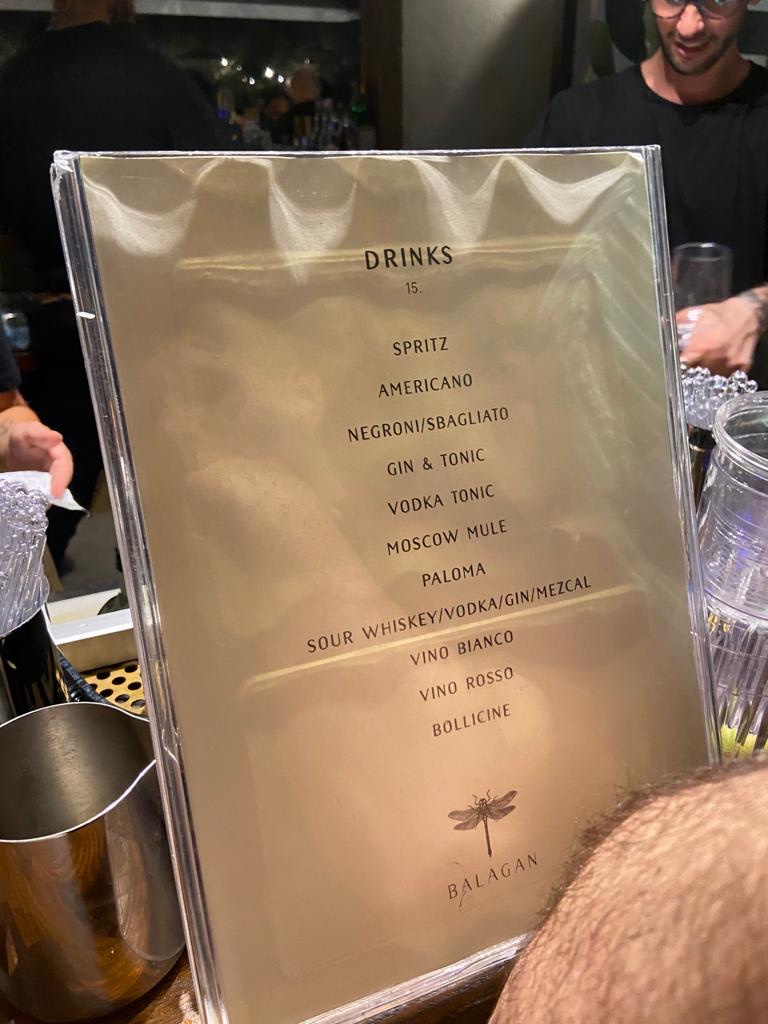 DRINKS
15.
SPRITZ
AMERICANO
NEGRONI/SBAGLIATO
GIN & TONIC
VODKA TONIC
MOSCOW MULE
PALOMA
SOUR WHISKEY/VODKA/GIN/MEZCAL
VINO BIANCO
VINO ROSSO
BOLLICINE
BALAGAN